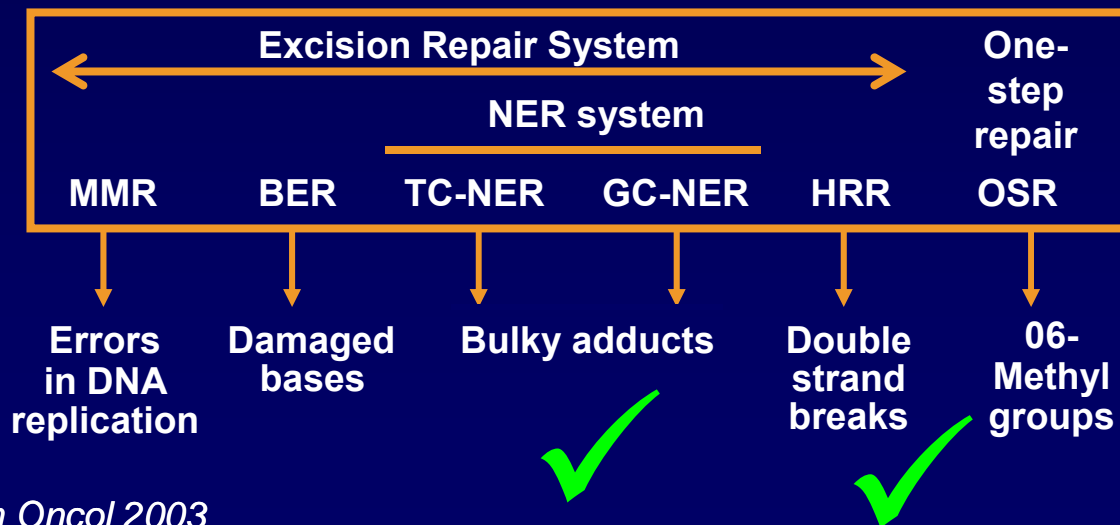 Excision Repair System
One-
step
repair
NER system
MMR BER TC-NER GC-NER HRR OSR
Errors
in DNA
replication
Damaged
bases
Bulky adducts
Double
strand
breaks
06-
Methyl
groups
Oncol 2003